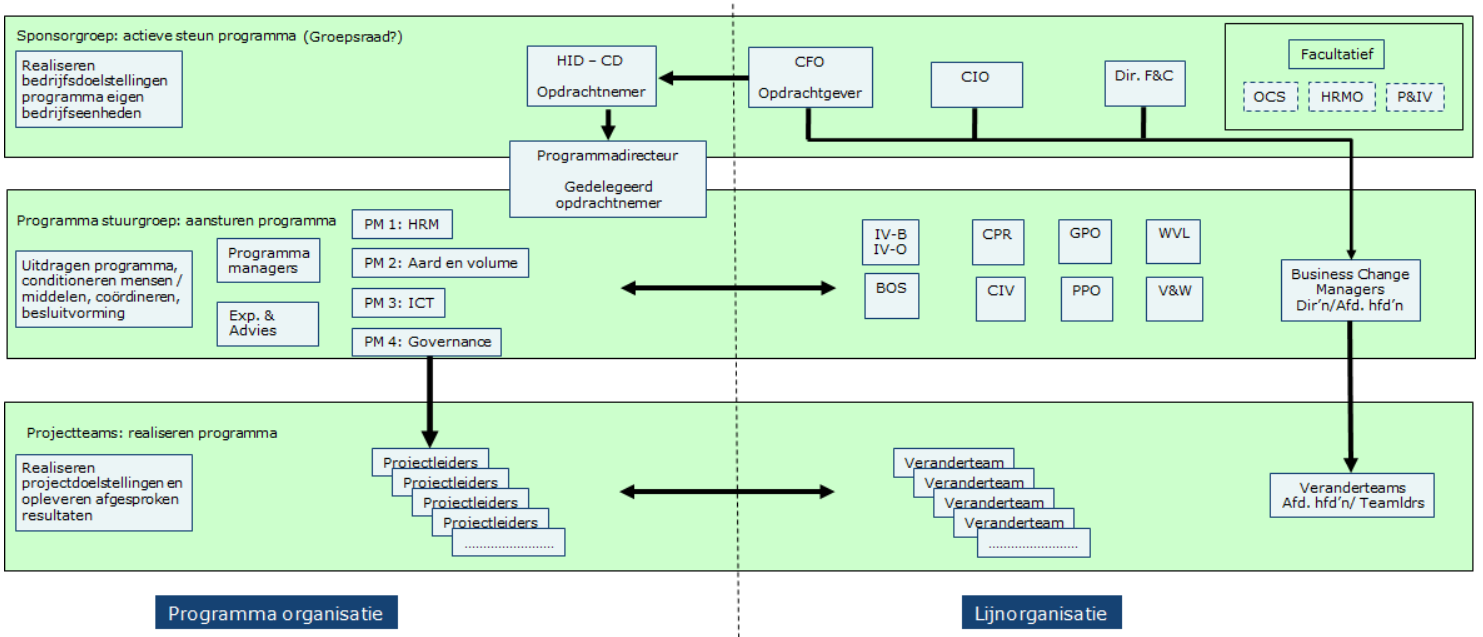 Sponsorgroep: actieve steun programma (Groepsraad?)
Realiseren
bedrijfsdoelstellingen
programma eigen
bedrijfseenheden
HID – CD
Opdrachtnemer
CFO
Opdrachtgever
CIO
Dir. F&C
Facultatief
OCS
HRMO
P&IV
Programmadirecteur
Gedelegeerd
opdrachtnemer
Programma stuurgroep: aansturen programma
Uitdragen programma,
conditioneren mensen /
middelen, coördineren,
besluitvorming
Programma
managers
Exp. &
Advies
PM 1: HRM
PM 2: Aard en volume
PM 3: ICT
PM 4: Governance
IV-B
IV-O
CPR
GPO
WVL
BOS
CIV
PPO
V&W
Business Change
Managers
Dir’n/Afd. hfd’n
Projectteams: realiseren programma
Realiseren
projectdoelstellingen en
opleveren afgesproken
resultaten
Projectleiders
Projectleiders
Projectleiders
Projectleiders
.........................
Veranderteam
Veranderteam
Veranderteam
Veranderteam
.........................
Veranderteams
Afd. hfd’n/ Teamldrs
Programma organisatie
Lijnorganisatie